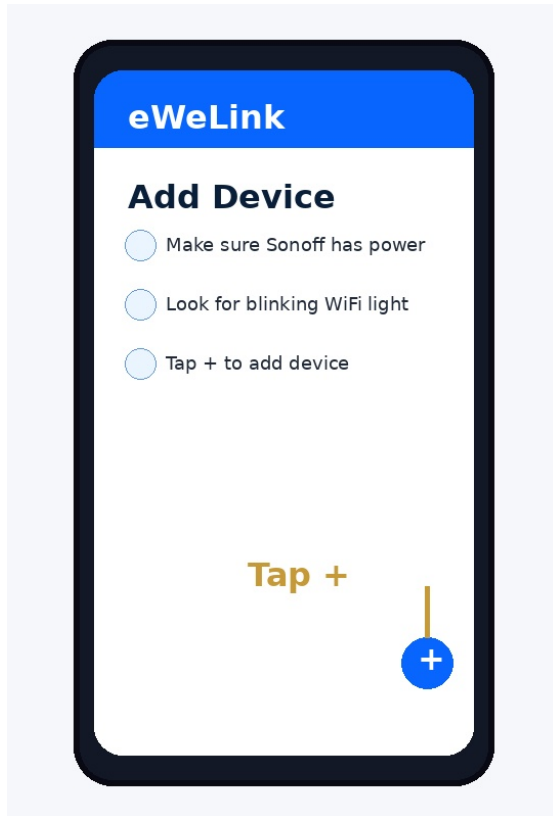 eWeLink
Add Device
Make sure Sonoff has power
Look for blinking WiFi light
Tap + to add device
Tap +
+